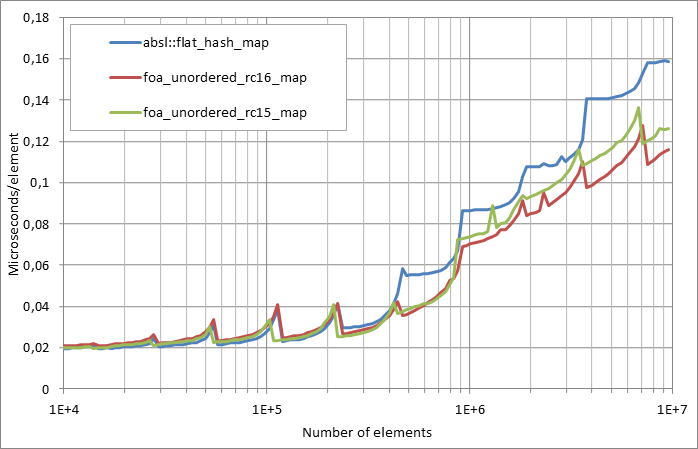 0,18
0,16
0,14
0,12
0,1
0,08
0,06
0,04
0,02
0
Microseconds/element
absl::flat_hash_map
foa_unordered_rc16_map
foa_unordered_rc15_map
1E+4 1E+5 1E+6 1E+7
Number of elements